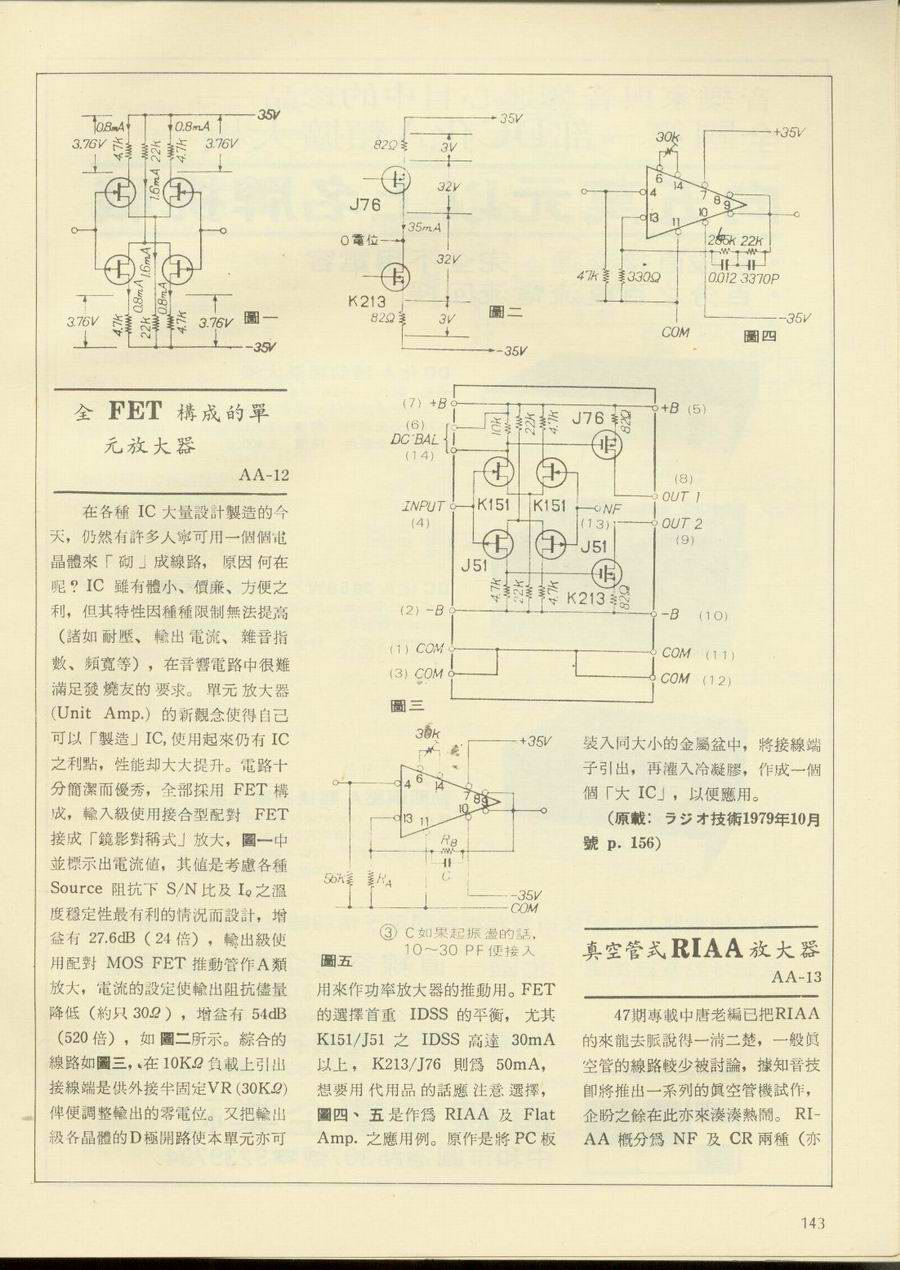 35V
0.8mA
0.8mA
3.76V
4.7k
22k
4.7k
3.76V
1.6mA
1.6mA
0.8mA
0.8mA
3.76V
4.7k
22k
4.7k
3.76V
-35V
圖一
35V
82Ω
3V
32V
J76
35mA
0電位
32V
K213
82Ω
3V
-35V
圖二
30k
+35V
6
14
4
7
8
9
13
11
10
22k
47k
330Ω
0.012
3370P
COM
-35V
圖四
全 FET 構成的單
元放大器
AA-12
在各種 IC 大量設計製造的今
天，仍然有許多人寧可用一個個電
晶體來「砌」成線路，原因何在
呢？IC 雖有體小、價廉、方便之
利，但其特性因種種限制無法提高
（諸如耐壓、輸出電流、雜音指
數、頻寬等），在音響電路中很難
滿足發燒友的要求。單元放大器
(Unit Amp.) 的新觀念使得自己
可以「製造」IC,使用起來仍有 IC
之利點，性能却大大提升。電路十
分簡潔而優秀，全部採用 FET 構
成，輸入級使用接合型配對 FET
接成「鏡影對稱式」放大，圖一中
並標示出電流值，其值是考慮各種
Source 阻抗下 S/N 比及 IQ 之溫
度穩定性最有利的情況而設計，增
益有 27.6dB（24 倍），輸出級使
用配對 MOS FET 推動管作A類
放大，電流的設定使輸出阻抗儘量
降低（約只 30Ω），增益有 54dB
（520 倍），如圖二所示。綜合的
線路如圖三，在 10KΩ 負載上引出
接線端是供外接半固定VR (30KΩ)
俾便調整輸出的零電位。又把輸出
級各晶體的D極開路使本單元亦可
(7) +B
(6)
DC BAL
(14)
INPUT
(4)
10k
22k
4.7k
J76
82Ω
+B (5)
(8)
OUT 1
K151
K151
NF
(13)
OUT 2
(9)
J51
J51
4.7k
22k
4.7k
K213
82Ω
(2) -B
-B (10)
(1) COM
COM (11)
(3) COM
COM (12)
圖三
30k
+35V
6
14
4
7
8
9
13
11
10
RB
C
56k
RA
-35V
COM
③ C如果起振盪的話，
10～30 PF便接入
圖五
用來作功率放大器的推動用。FET
的選擇首重 IDSS 的平衡，尤其
K151/J51 之 IDSS 高達 30mA
以上，K213/J76 則爲 50mA，
想要用代用品的話應注意選擇，
圖四、五是作爲 RIAA 及 Flat
Amp. 之應用例。原作是將 PC 板
裝入同大小的金屬盆中，將接線端
子引出，再灌入冷凝膠，作成一個
個「大 IC」，以便應用。
（原載：ラジオ技術1979年10月
號 p. 156）
真空管式RIAA放大器
AA-13
47期專載中唐老編已把RIAA
的來龍去脈說得一淸二楚，一般眞
空管的線路較少被討論，據知音技
卽將推出一系列的眞空管機試作，
企盼之餘在此亦來湊湊熱鬧。RI-
AA 概分爲 NF 及 CR 兩種（亦
143